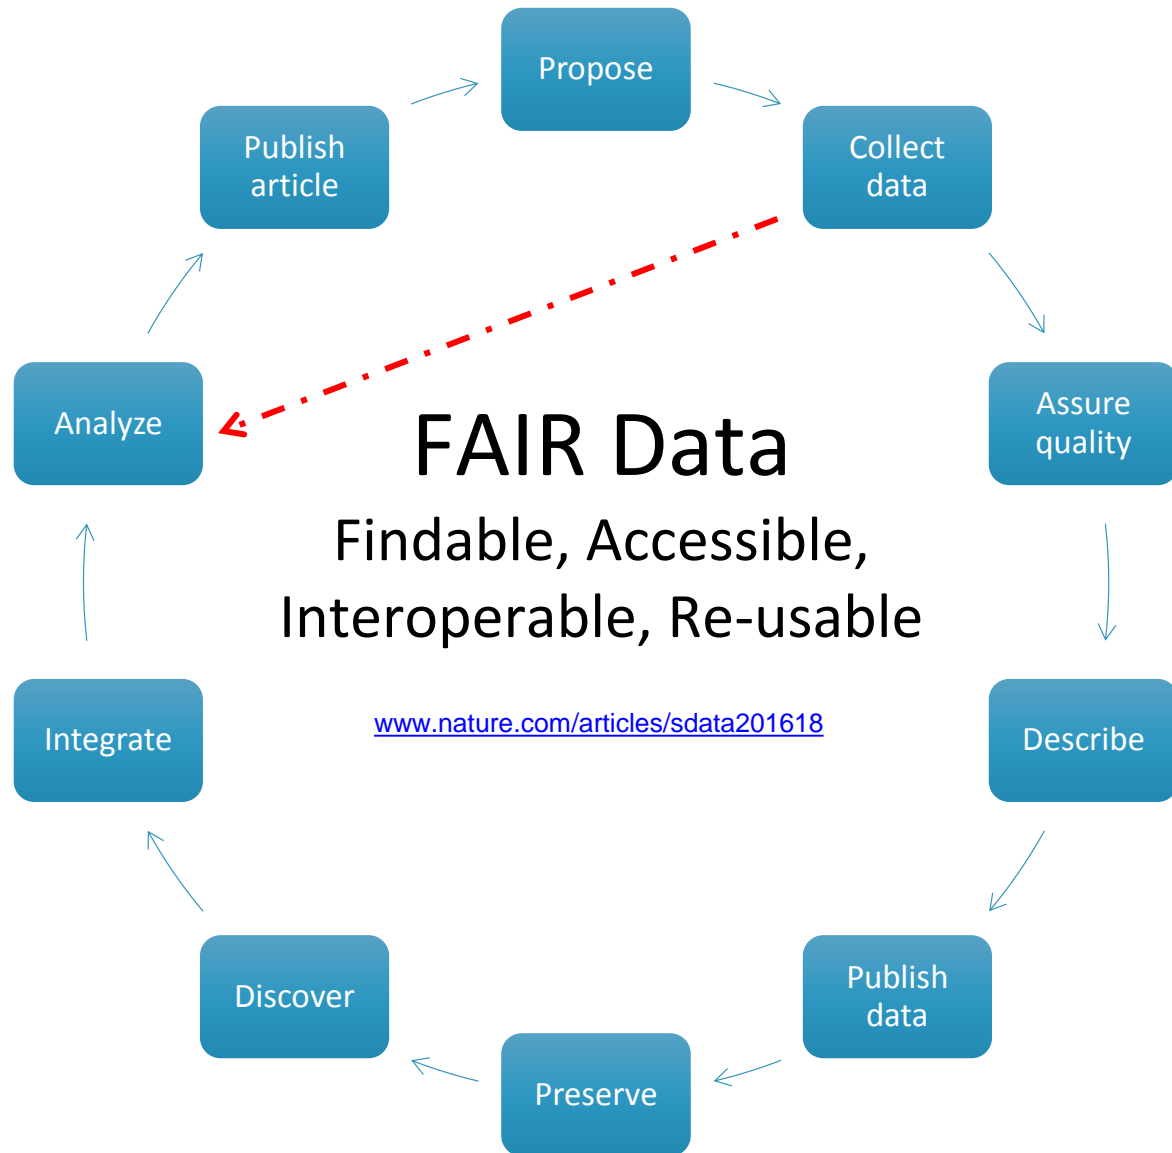 Propose
Collect
data
Assure
quality
Describe
Publish
data
Preserve
Discover
Integrate
Analyze
Publish
article
FAIR Data
Findable, Accessible,
Interoperable, Re-usable
www.nature.com/articles/sdata201618